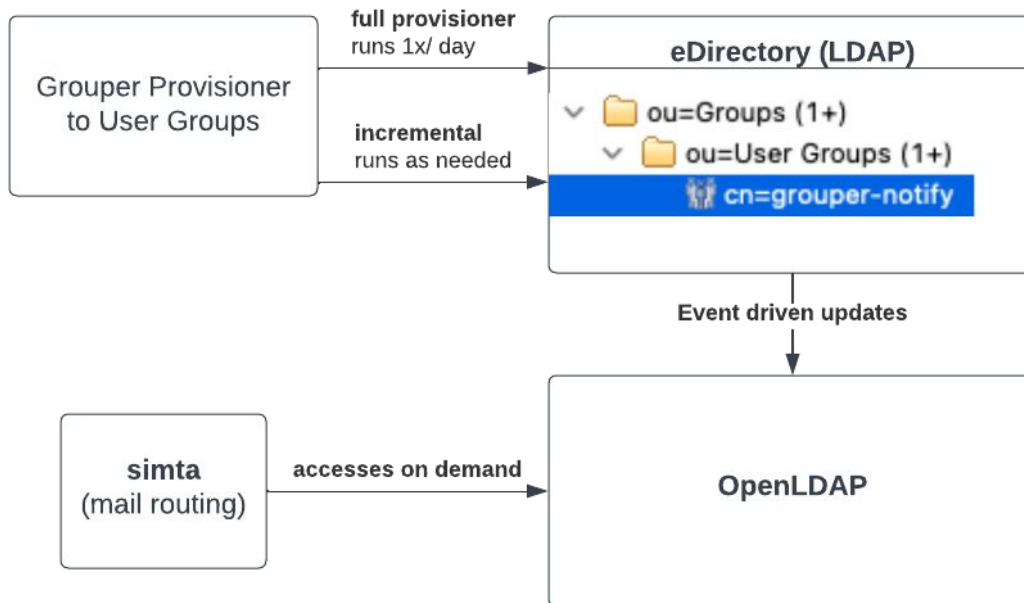 full provisioner
runs 1x/ day
Grouper Provisioner
to User Groups
incremental
runs as needed
eDirectory (LDAP)
ou=Groups (1+)
ou=User Groups (1+)
cn=grouper-notify
Event driven updates
simta
(mail routing)
accesses on demand
OpenLDAP